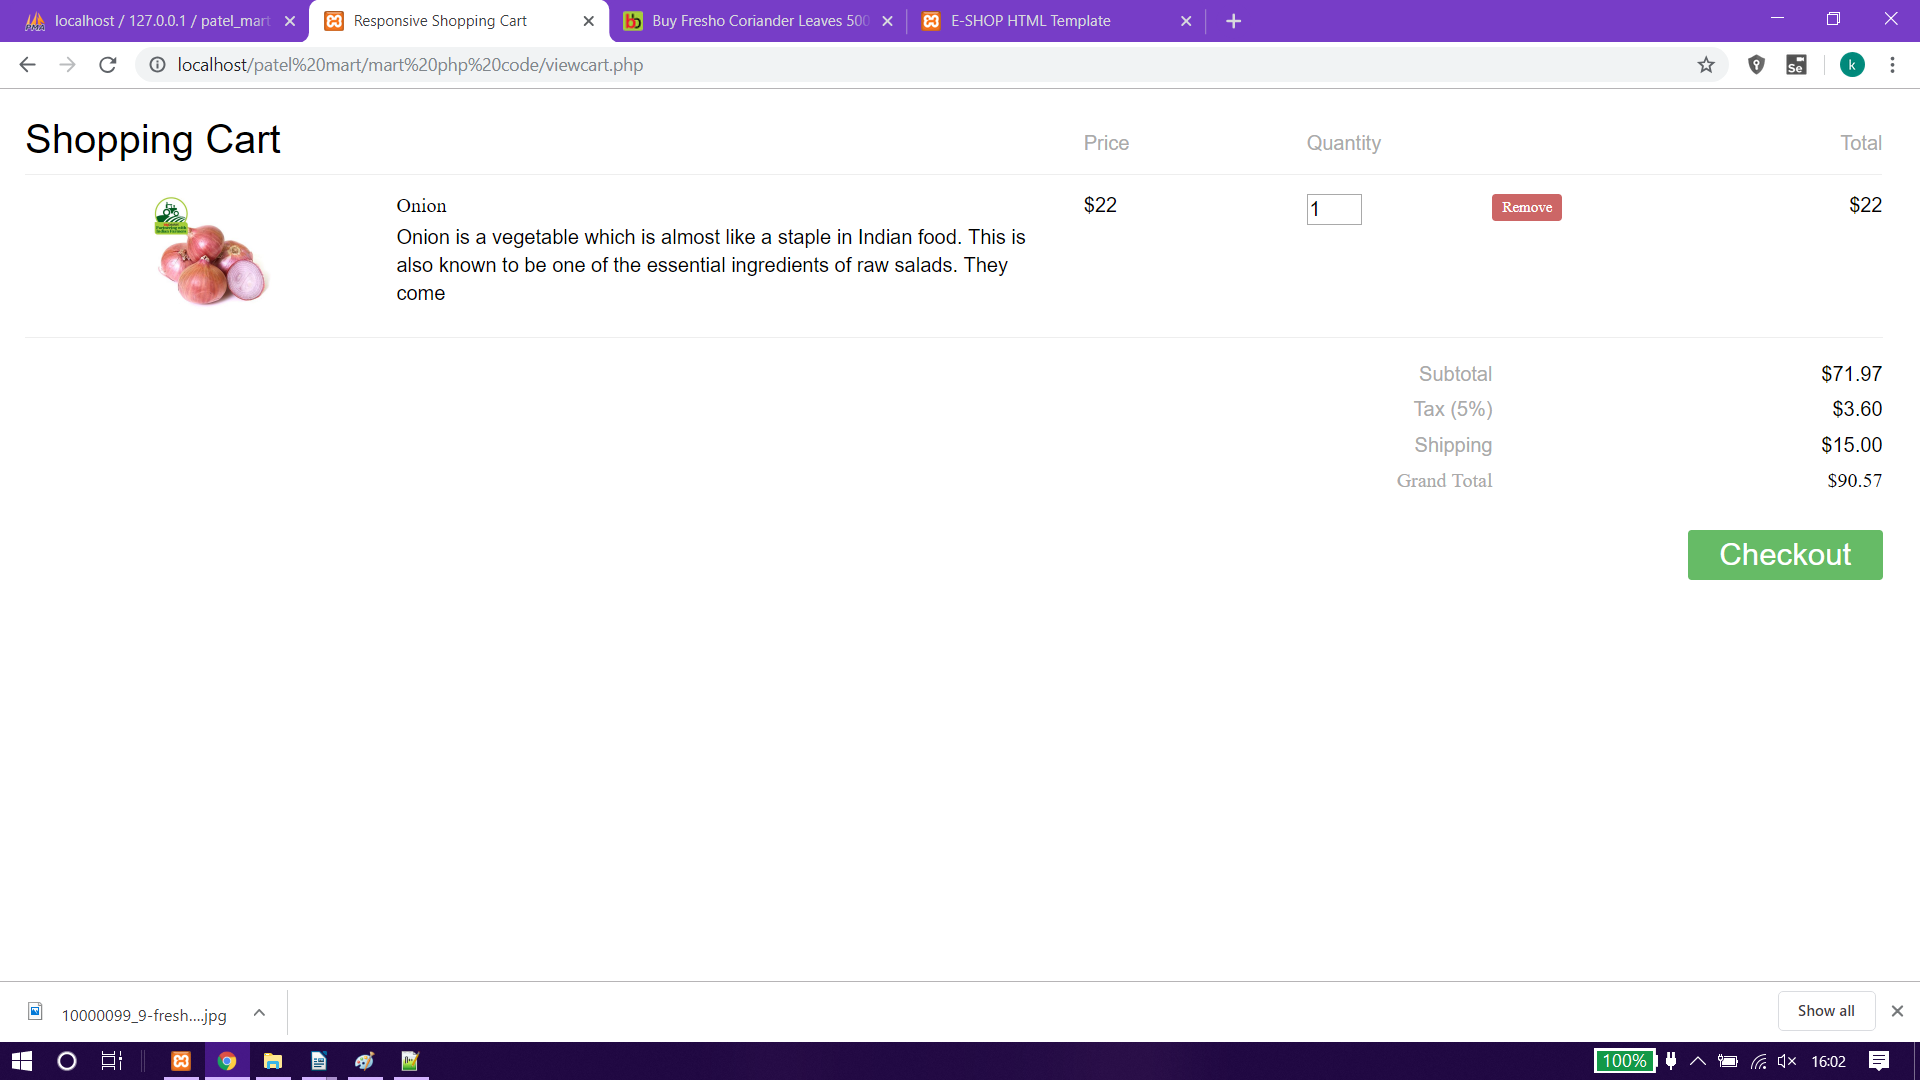 localhost / 127.0.0.1 / patel_mart
Responsive Shopping Cart
Buy Fresho Coriander Leaves 500
E-SHOP HTML Template
localhost/patel%20mart/mart%20php%20code/viewcart.php
Se
k
Shopping Cart
Price
Quantity
Total
Onion
$22
1
Remove
$22
Onion is a vegetable which is almost like a staple in Indian food. This is
also known to be one of the essential ingredients of raw salads. They
come
Subtotal
$71.97
Tax (5%)
$3.60
Shipping
$15.00
Grand Total
$90.57
Checkout
10000099_9-fresh....jpg
Show all
100%
16:02